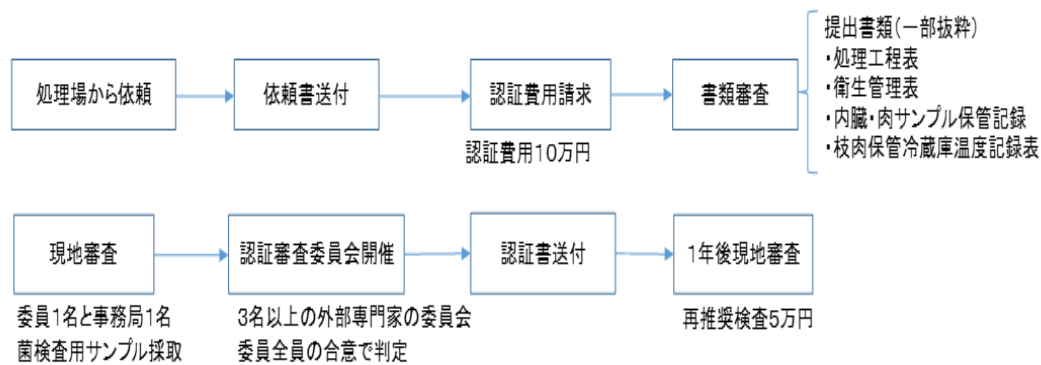 処理場から依頼
依頼書送付
認証費用請求
認証費用10万円
書類審査
提出書類(一部抜粋)
・処理工程表
・衛生管理表
・内臓・肉サンプル保管記録
・枝肉保管冷蔵庫温度記録表
現地審査
委員1名と事務局1名
菌検査用サンプル採取
認証審査委員会開催
3名以上の外部専門家の委員会
委員全員の合意で判定
認証書送付
1年後現地審査
再推奨検査5万円